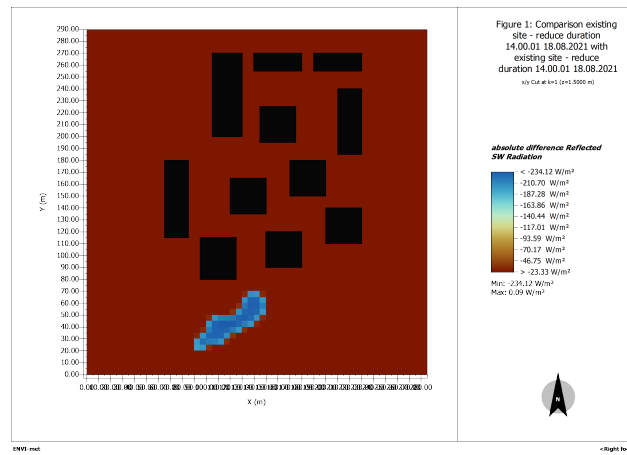 Figure 1: Comparison existing
site - reduce duration
14.00.01 18.08.2021 with
existing site - reduce
duration 14.00.01 18.08.2021
x/y Cut at k=1 (z=1.5000 m)
absolute difference Reflected
SW Radiation
< -234.12 W/m²
-210.70 W/m²
-187.28 W/m²
-163.86 W/m²
-140.44 W/m²
-117.01 W/m²
-93.59 W/m²
-70.17 W/m²
-46.75 W/m²
> -23.33 W/m²
Min: -234.12 W/m²
Max: 0.09 W/m²
N
290.00
280.00
270.00
260.00
250.00
240.00
230.00
220.00
210.00
200.00
190.00
180.00
170.00
160.00
150.00
140.00
130.00
120.00
110.00
100.00
90.00
80.00
70.00
60.00
50.00
40.00
30.00
20.00
10.00
0.00
Y (m)
X (m)
ENVI-met
<Right foo